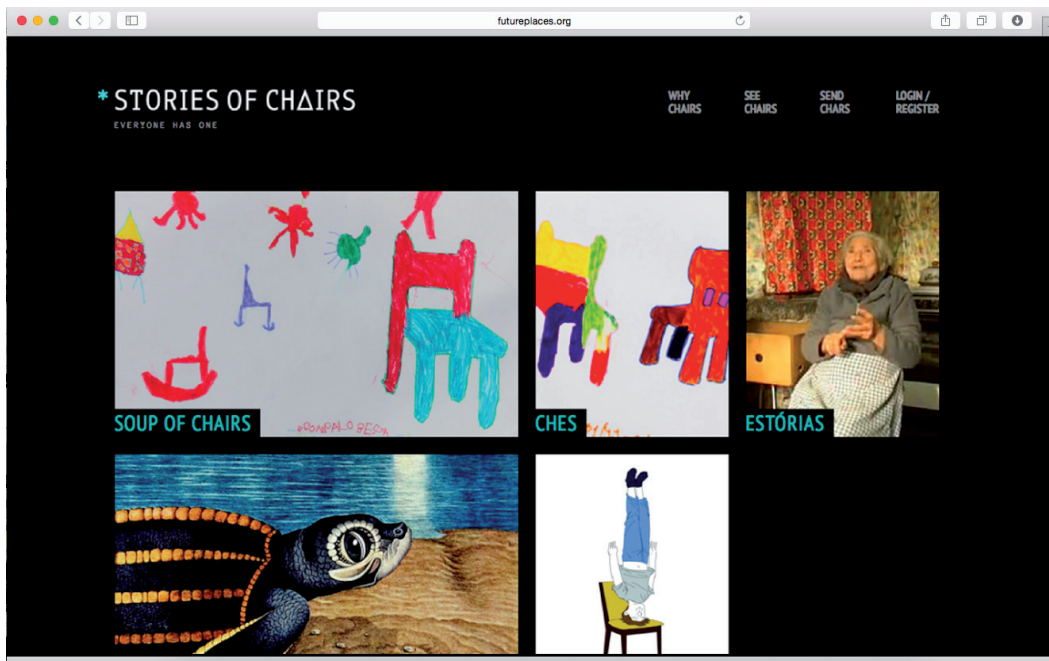 futureplaces.org
* STORIES OF CHAIRS
EVERYONE HAS ONE
WHY
CHAIRS
SEE
CHAIRS
SEND
CHARS
LOGIN /
REGISTER
SOUP OF CHAIRS
CHES
ESTÓRIAS